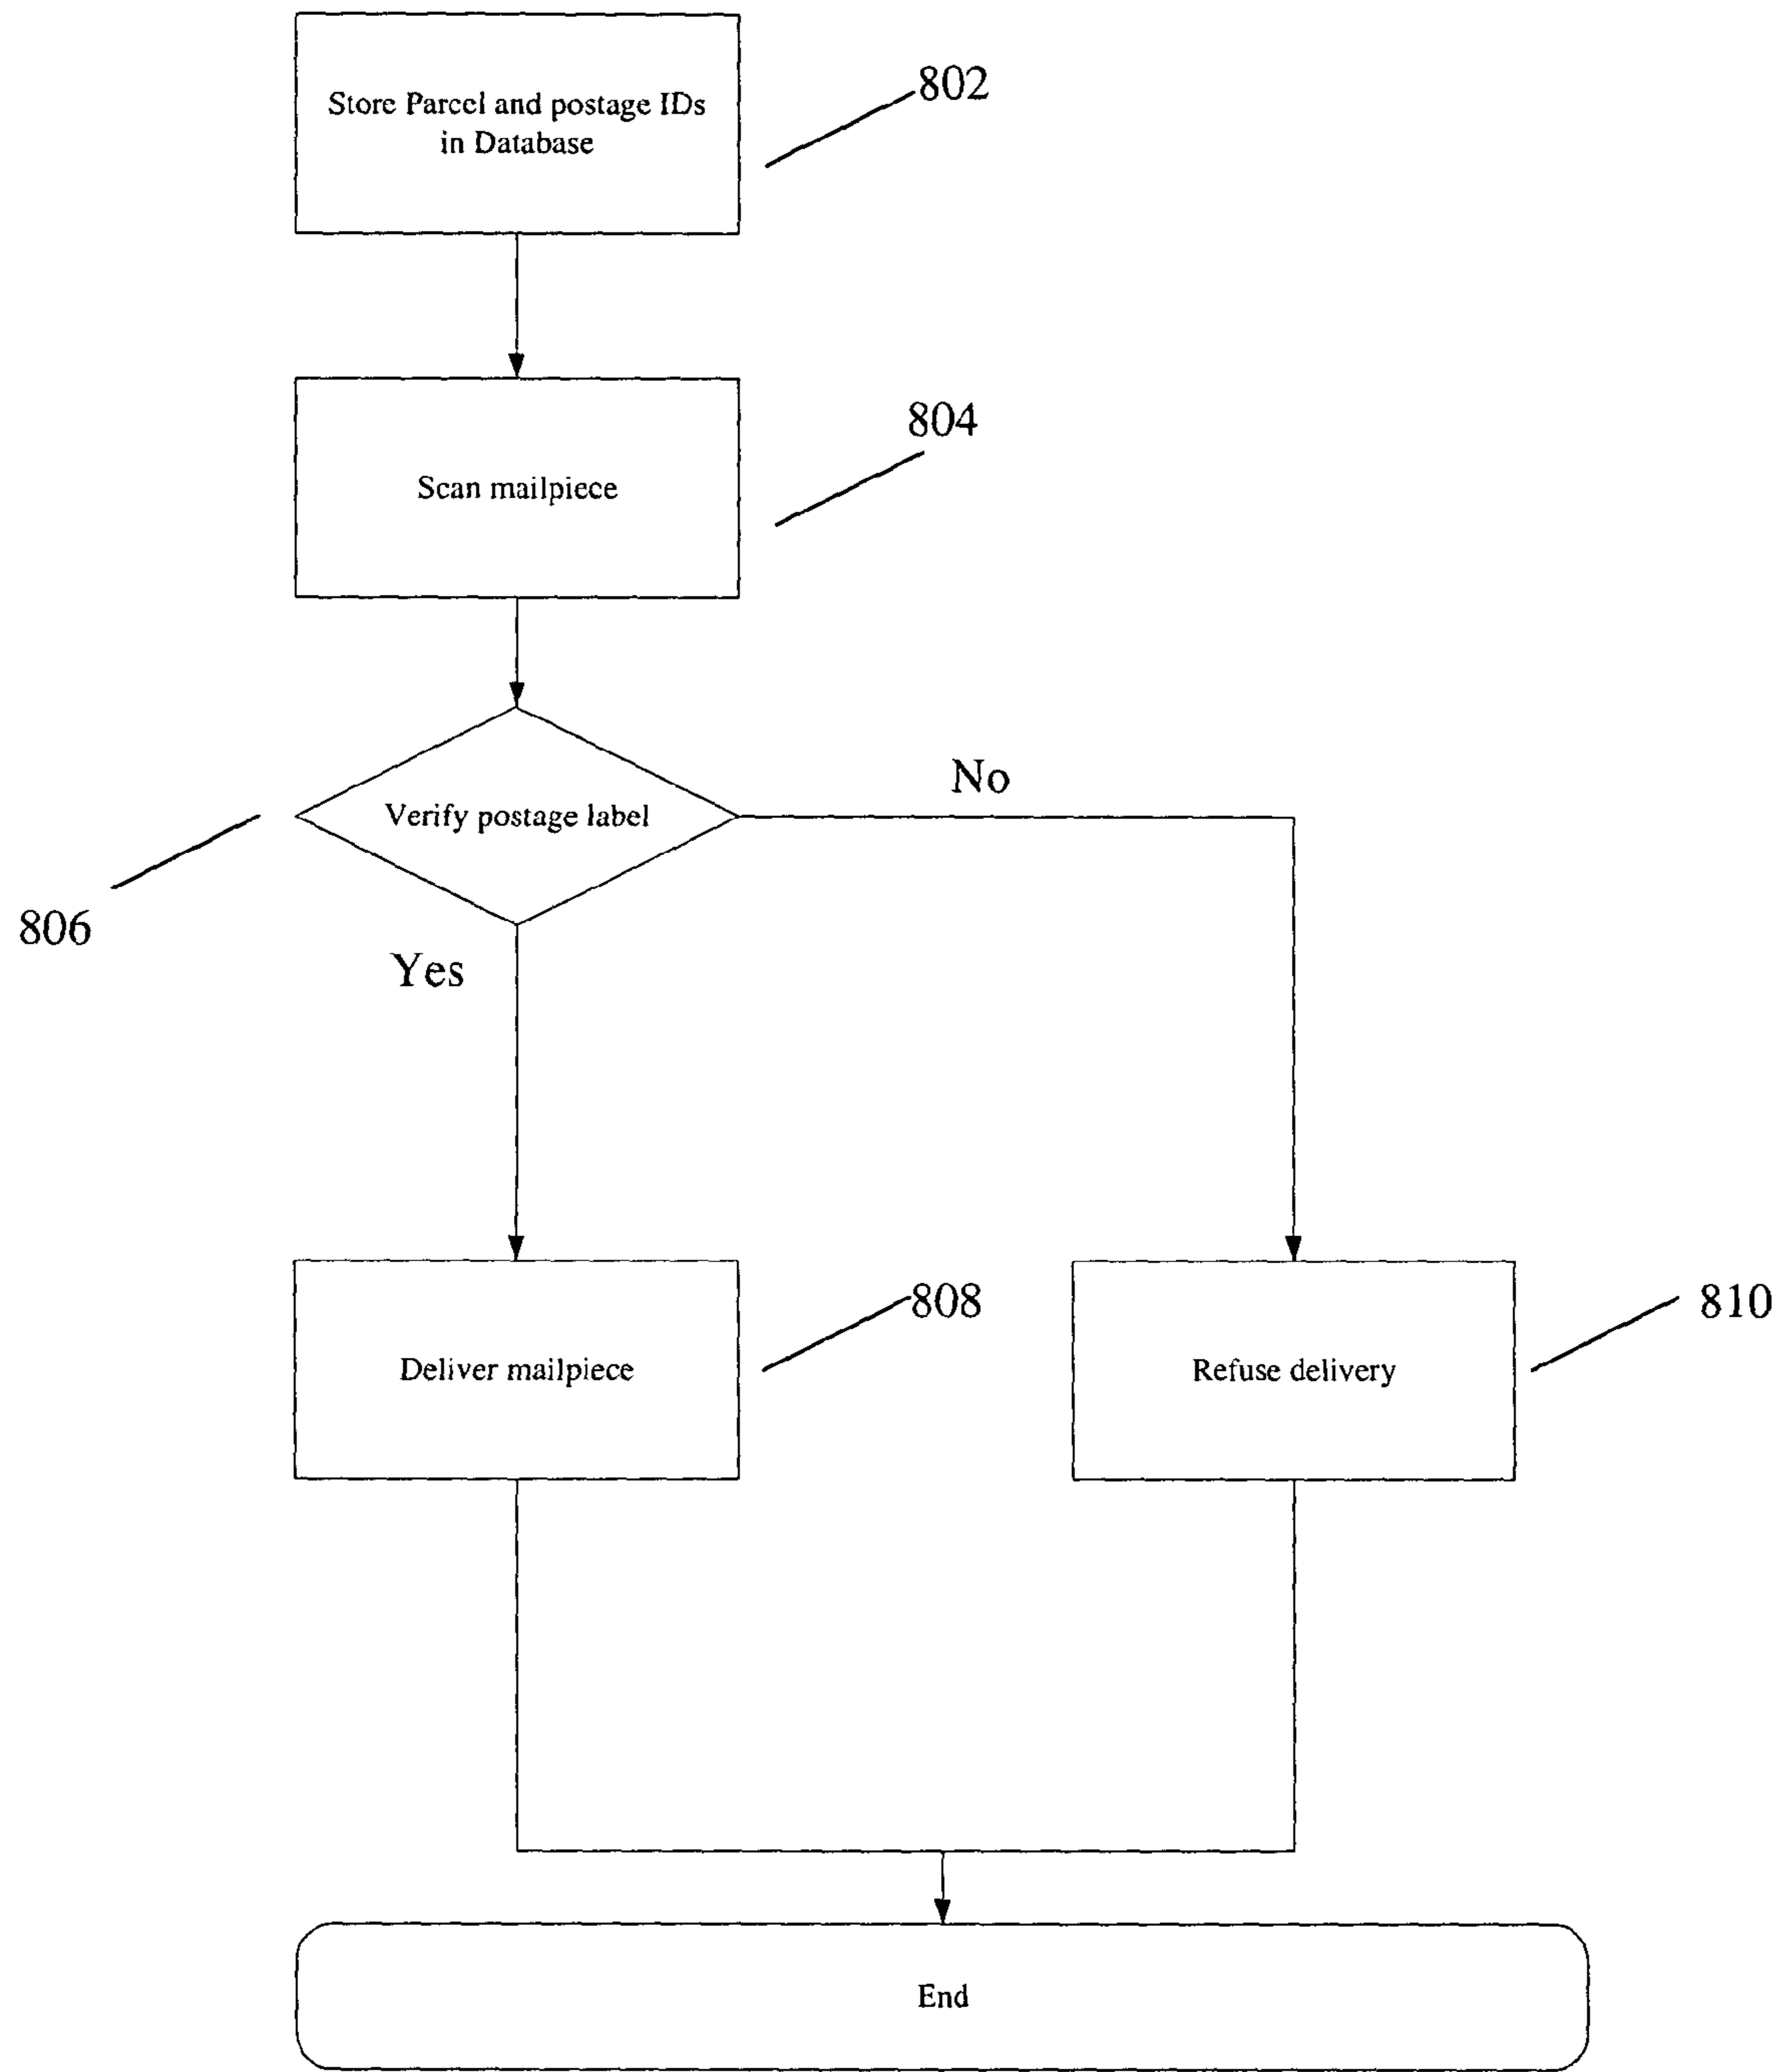 Store Parcel and postage IDs
in Database
802
Scan mailpiece
804
Verify postage label
No
806
Yes
Deliver mailpiece
808
Refuse delivery
810
End